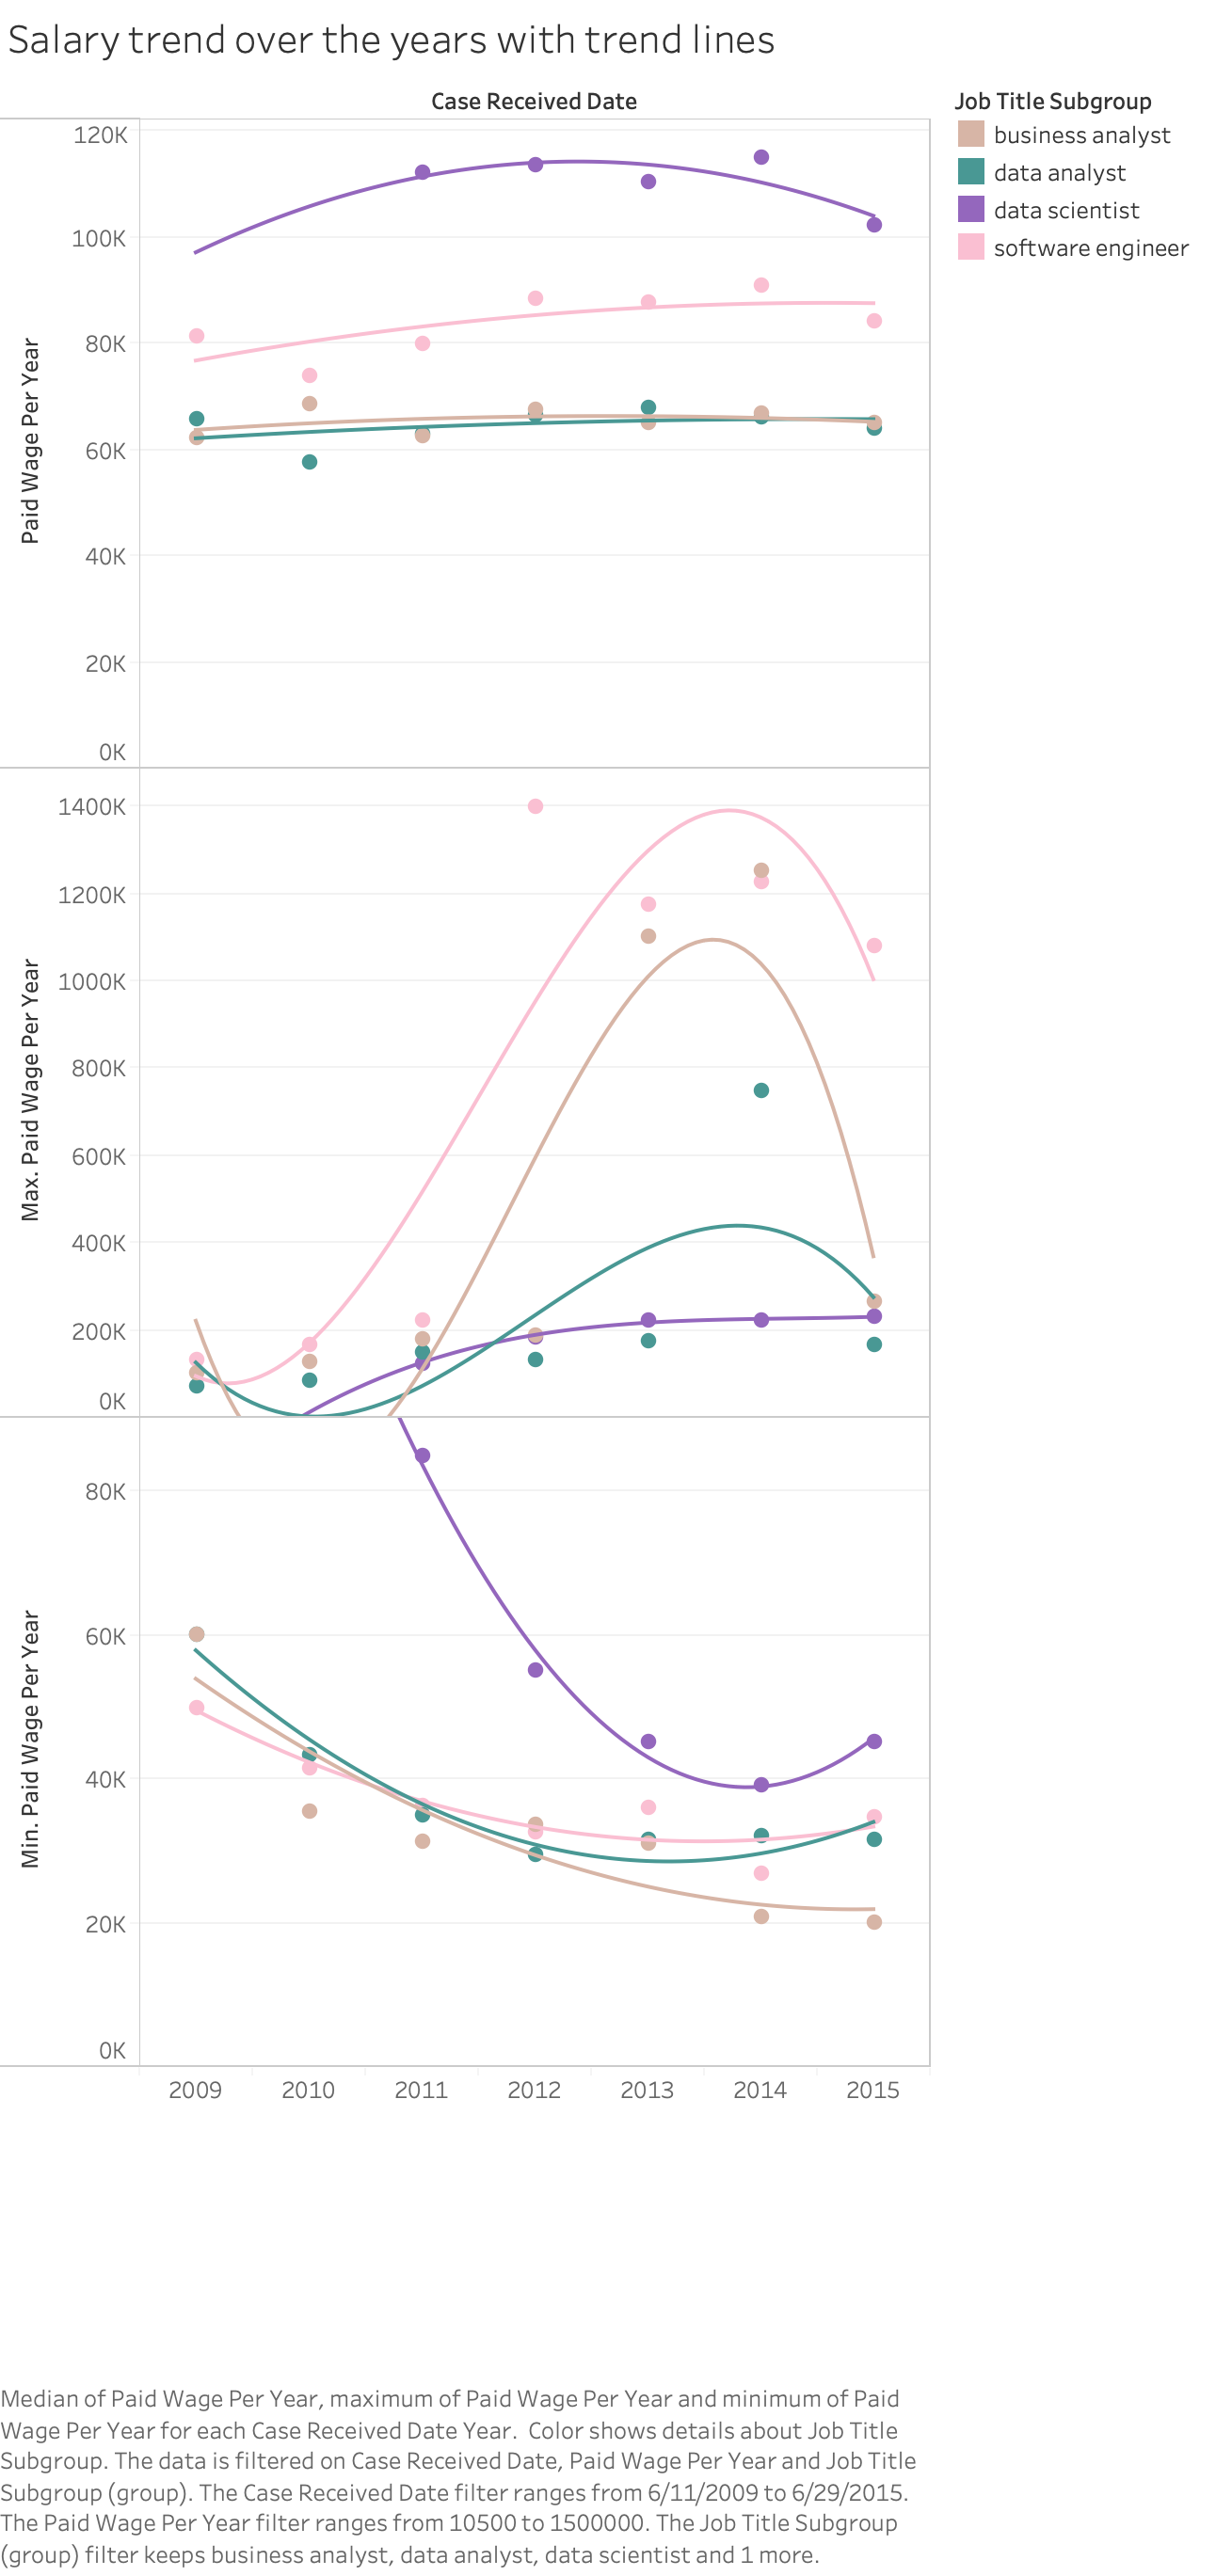 Salary trend over the years with trend lines
Case Received Date
Job Title Subgroup
business analyst
data analyst
data scientist
software engineer
Paid Wage Per Year
120K
100K
80K
60K
40K
20K
0K
Max. Paid Wage Per Year
1400K
1200K
1000K
800K
600K
400K
200K
0K
Min. Paid Wage Per Year
80K
60K
40K
20K
0K
2009 2010 2011 2012 2013 2014 2015
Median of Paid Wage Per Year, maximum of Paid Wage Per Year and minimum of Paid
Wage Per Year for each Case Received Date Year.  Color shows details about Job Title
Subgroup. The data is filtered on Case Received Date, Paid Wage Per Year and Job Title
Subgroup (group). The Case Received Date filter ranges from 6/11/2009 to 6/29/2015.
The Paid Wage Per Year filter ranges from 10500 to 1500000. The Job Title Subgroup
(group) filter keeps business analyst, data analyst, data scientist and 1 more.